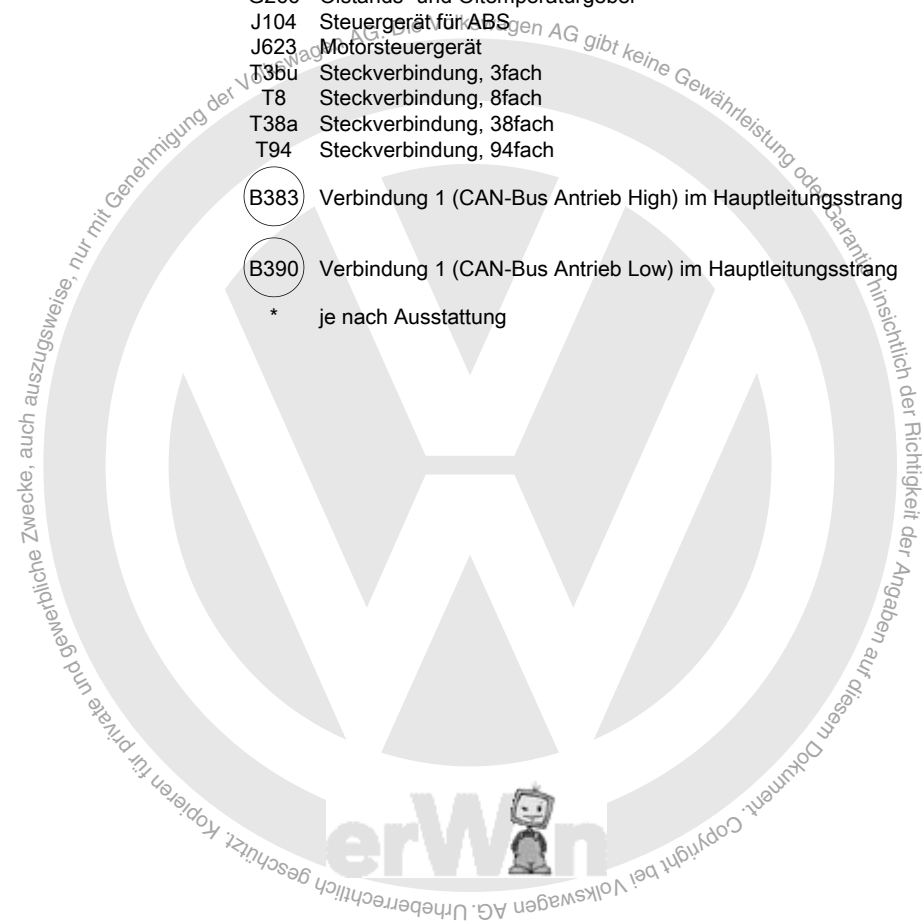 J104 Steuergerät für ABS
J623 Motorsteuergerät
T3bu Steckverbindung, 3fach
T8 Steckverbindung, 8fach
T38a Steckverbindung, 38fach
T94 Steckverbindung, 94fach
B383 Verbindung 1 (CAN-Bus Antrieb High) im Hauptleitungsstrang
B390 Verbindung 1 (CAN-Bus Antrieb Low) im Hauptleitungsstrang
* je nach Ausstattung
urheberrechtlich geschützt. Kopieren für private und gewerbliche Zwecke, auch auszugsweise, nur mit Genehmigung der Volkswagen AG. Die Volkswagen AG gibt keine Gewährleistung oder Garantie hinsichtlich der Richtigkeit der Angaben auf diesem Dokument. Copyright bei Volkswagen AG.
erWin